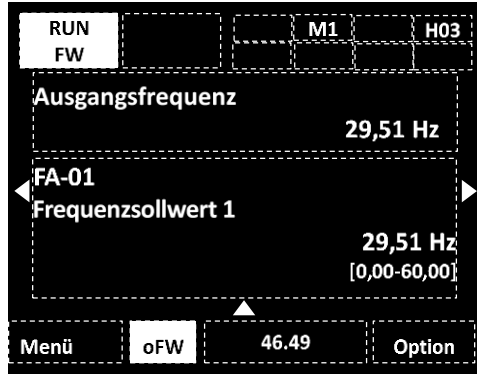 RUN M1 H03
FW
Ausgangsfrequenz
29,51 Hz
FA-01
Frequenzsollwert 1
29,51 Hz
[0,00-60,00]
Menü oFW 46.49 Option